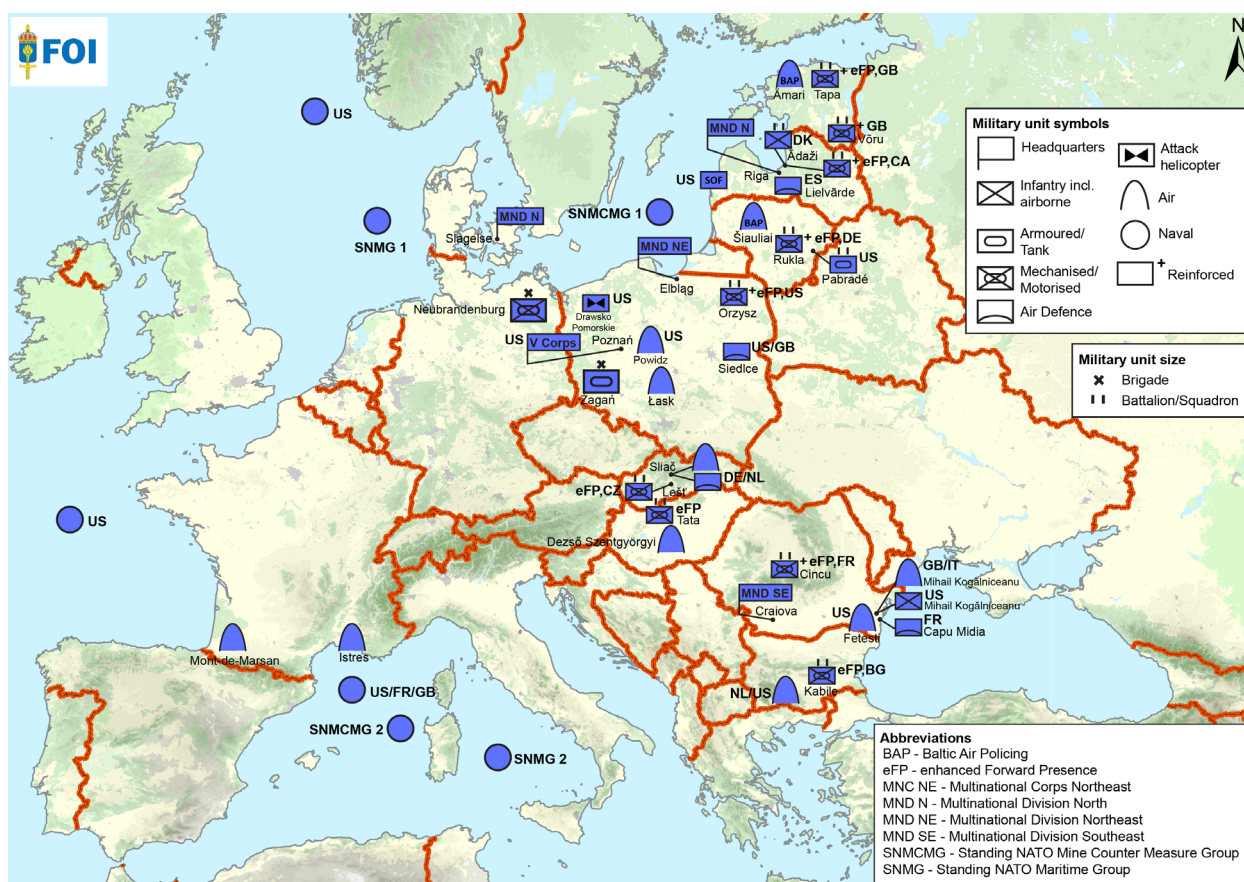 FOI
N
US
SNMG 1
SNMCMG 1
US
US/FR/GB
SNMCMG 2
SNMG 2
BAP
Ämari
+ eFP,GB
Tapa
+ GB
Võru
MND N
DK
Ādaži
+ eFP,CA
Riga
ES
Lielvārde
US
SOF
MND N
Slagelse
BAP
Šiauliai
+ eFP,DE
Rukla
US
Pabradė
MND NE
Elbląg
+ eFP,US
Orzysz
Neubrandenburg
US
Drawsko
Pomorskie
US
V Corps
Poznań
US
Powidz
US/GB
Siedlce
Żagań
Łask
Sliač
DE/NL
eFP,CZ
Lešť
eFP
Tata
Dezső Szentgyörgyi
+ eFP,FR
Cincu
MND SE
Craiova
GB/IT
Mihail Kogălniceanu
US
Mihail Kogălniceanu
US
Fetesti
FR
Capu Midia
eFP,BG
Kabile
NL/US
Mont-de-Marsan
Istres
Military unit symbols
Headquarters
Attack
helicopter
Infantry incl.
airborne
Air
Armoured/
Tank
Naval
Mechanised/
Motorised
+ Reinforced
Air Defence
Military unit size
Brigade
Battalion/Squadron
Abbreviations
BAP - Baltic Air Policing
eFP - enhanced Forward Presence
MNC NE - Multinational Corps Northeast
MND N - Multinational Division North
MND NE - Multinational Division Northeast
MND SE - Multinational Division Southeast
SNMCMG - Standing NATO Mine Counter Measure Group
SNMG - Standing NATO Maritime Group